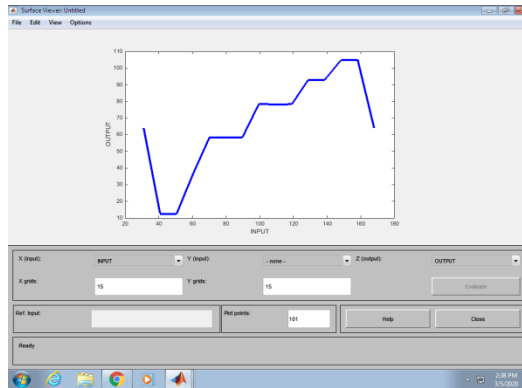 Surface Viewer: Untitled
File Edit View Options
110
100
90
80
70
60
50
40
30
20
10
OUTPUT
20 40 60 80 100 120 140 160 180
INPUT
X (input): INPUT Y (input): - none - Z (output): OUTPUT
X grids: 15 Y grids: 15 Evaluate
Ref. Input: Plot points: 101 Help Close
Ready
2:38 PM
3/5/2020